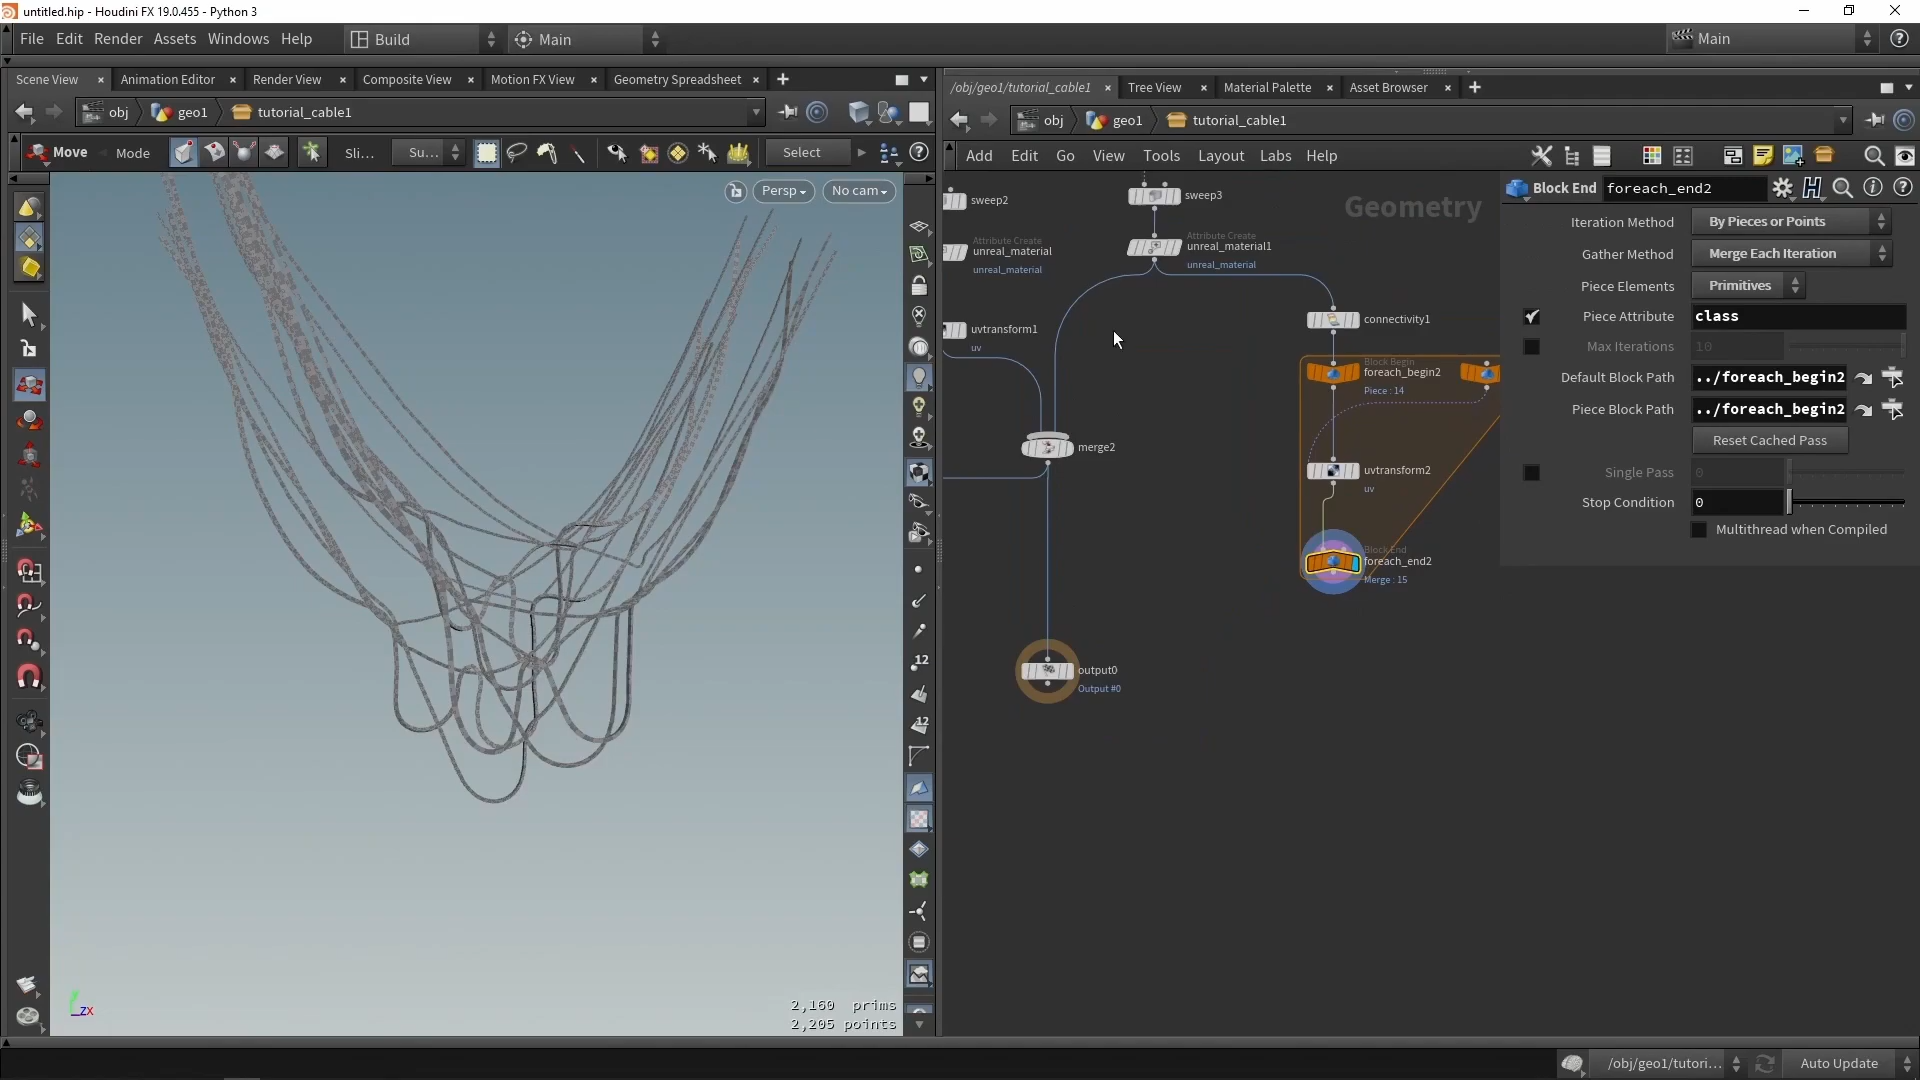 untitled.hip - Houdini FX 19.0.455 - Python 3
File Edit Render Assets Windows Help Build Main Main
Scene View Animation Editor Render View Composite View Motion FX View Geometry Spreadsheet
/obj/geo1/tutorial_cable1 Tree View Material Palette Asset Browser
obj geo1 tutorial_cable1
obj geo1 tutorial_cable1
Move Mode Sli... Su... Select
Add Edit Go View Tools Layout Labs Help
Persp No cam
12
12
zx
2,160 prims
2,205 points
Geometry
sweep2
sweep3
Attribute Create
unreal_material
unreal_material
Attribute Create
unreal_material1
unreal_material
uvtransform1
uv
connectivity1
Block Begin
foreach_begin2
Piece : 14
merge2
uvtransform2
uv
Block End
foreach_end2
Merge : 15
output0
Output #0
Block End foreach_end2
Iteration Method By Pieces or Points
Gather Method Merge Each Iteration
Piece Elements Primitives
Piece Attribute class
Max Iterations 10
Default Block Path ../foreach_begin2
Piece Block Path ../foreach_begin2
Reset Cached Pass
Single Pass 0
Stop Condition 0
Multithread when Compiled
/obj/geo1/tutori... Auto Update